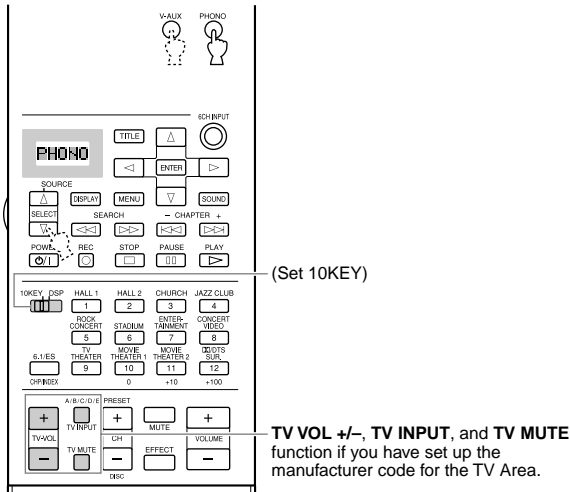 V-AUX PHONO
6CH INPUT
PHONO
TITLE
ENTER
SOURCE
DISPLAY MENU SOUND
SELECT
SEARCH – CHAPTER +
REC STOP PAUSE PLAY
(Set 10KEY)
10KEY DSP HALL 1 HALL 2 CHURCH JAZZ CLUB
1 2 3 4
ROCK CONCERT STADIUM ENTER-TAINMENT CONCERT VIDEO
5 6 7 8
TV THEATER MOVIE THEATER 1 MOVIE THEATER 2 DTS SUR.
6.1/ES 9 10 11 12
CHP/INDEX 0 +10 +100
A/B/C/D/E PRESET
+ TV INPUT + MUTE +
TV-VOL CH VOLUME
– TV MUTE – EFFECT –
DISC
TV VOL +/–, TV INPUT, and TV MUTE
function if you have set up the
manufacturer code for the TV Area.